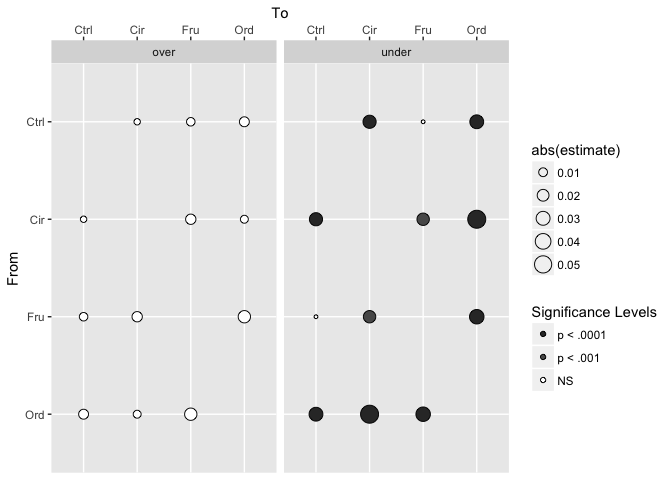 To
Ctrl Cir Fru Ord Ctrl Cir Fru Ord
over under
From
Ctrl
Cir
Fru
Ord
abs(estimate)
0.01
0.02
0.03
0.04
0.05
Significance Levels
p < .0001
p < .001
NS